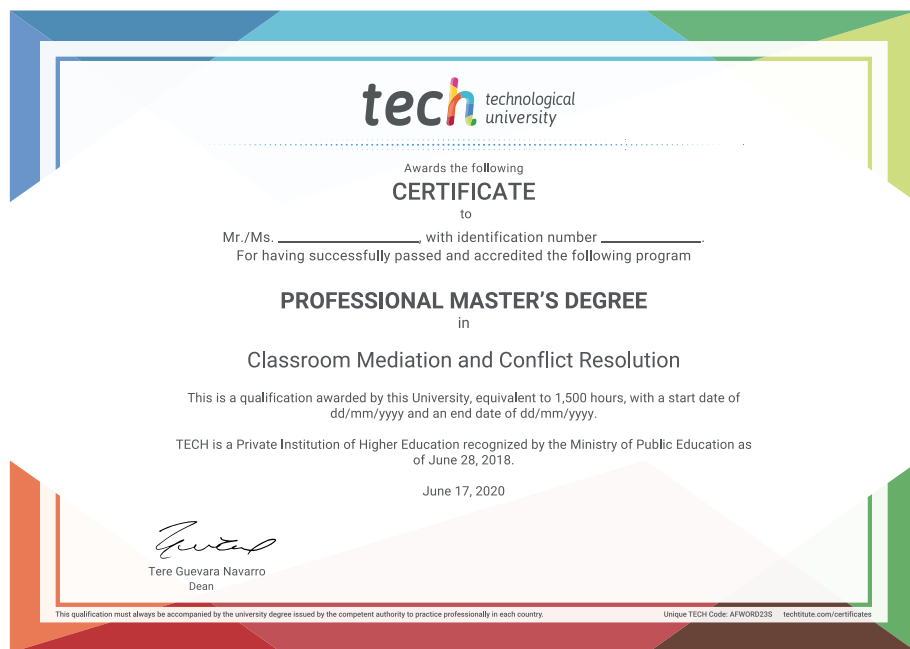 tech technological
university
Awards the following
CERTIFICATE
to
Mr./Ms. ____________________, with identification number ______________.
For having successfully passed and accredited the following program
PROFESSIONAL MASTER'S DEGREE
in
Classroom Mediation and Conflict Resolution
This is a qualification awarded by this University, equivalent to 1,500 hours, with a start date of
dd/mm/yyyy and an end date of dd/mm/yyyy.
TECH is a Private Institution of Higher Education recognized by the Ministry of Public Education as
of June 28, 2018.
June 17, 2020
Tere Guevara Navarro
Dean
This qualification must always be accompanied by the university degree issued by the competent authority to practice professionally in each country. Unique TECH Code: AFWORD23S techtitute.com/certificates